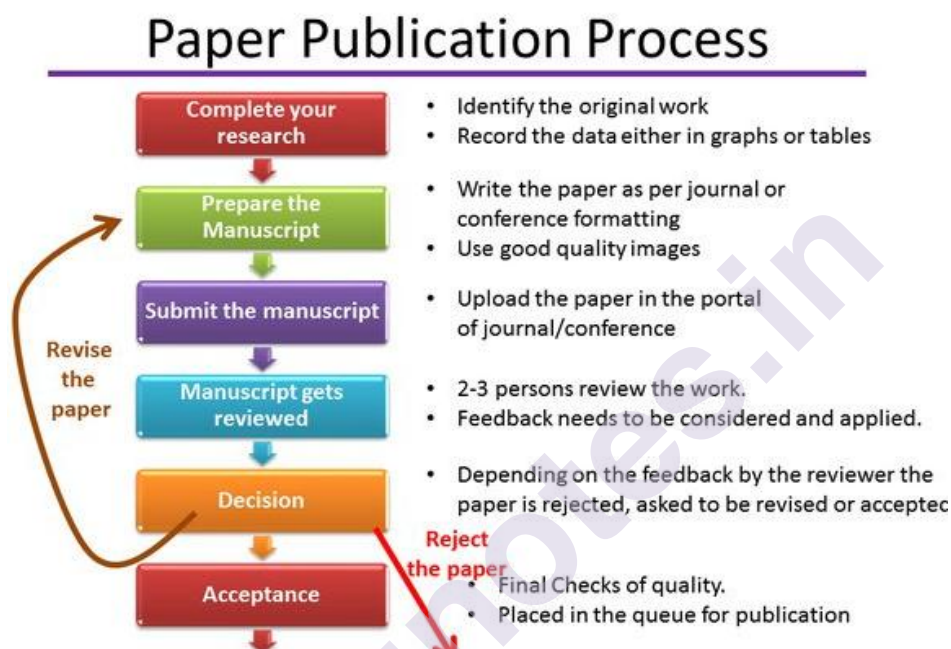 Paper Publication Process
Complete your
research
• Identify the original work
• Record the data either in graphs or tables
Prepare the
Manuscript
• Write the paper as per journal or
conference formatting
• Use good quality images
Submit the manuscript
• Upload the paper in the portal
of journal/conference
Revise
the
paper
Manuscript gets
reviewed
• 2-3 persons review the work.
• Feedback needs to be considered and applied.
Decision
• Depending on the feedback by the reviewer the
paper is rejected, asked to be revised or accepted
Reject
the paper
Acceptance
• Final Checks of quality.
• Placed in the queue for publication
notes.in